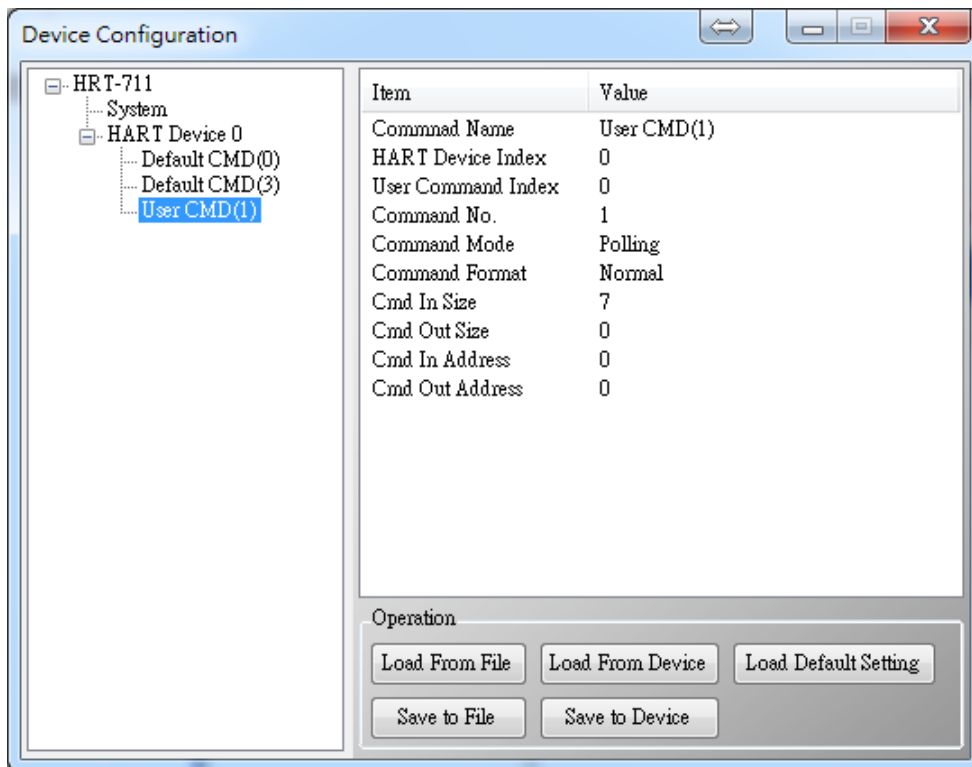 Device Configuration
HRT-711
System
HART Device 0
Default CMD(0)
Default CMD(3)
User CMD(1)
Item Value
Commnad Name User CMD(1)
HART Device Index 0
User Command Index 0
Command No. 1
Command Mode Polling
Command Format Normal
Cmd In Size 7
Cmd Out Size 0
Cmd In Address 0
Cmd Out Address 0
Operation
Load From File Load From Device Load Default Setting
Save to File Save to Device